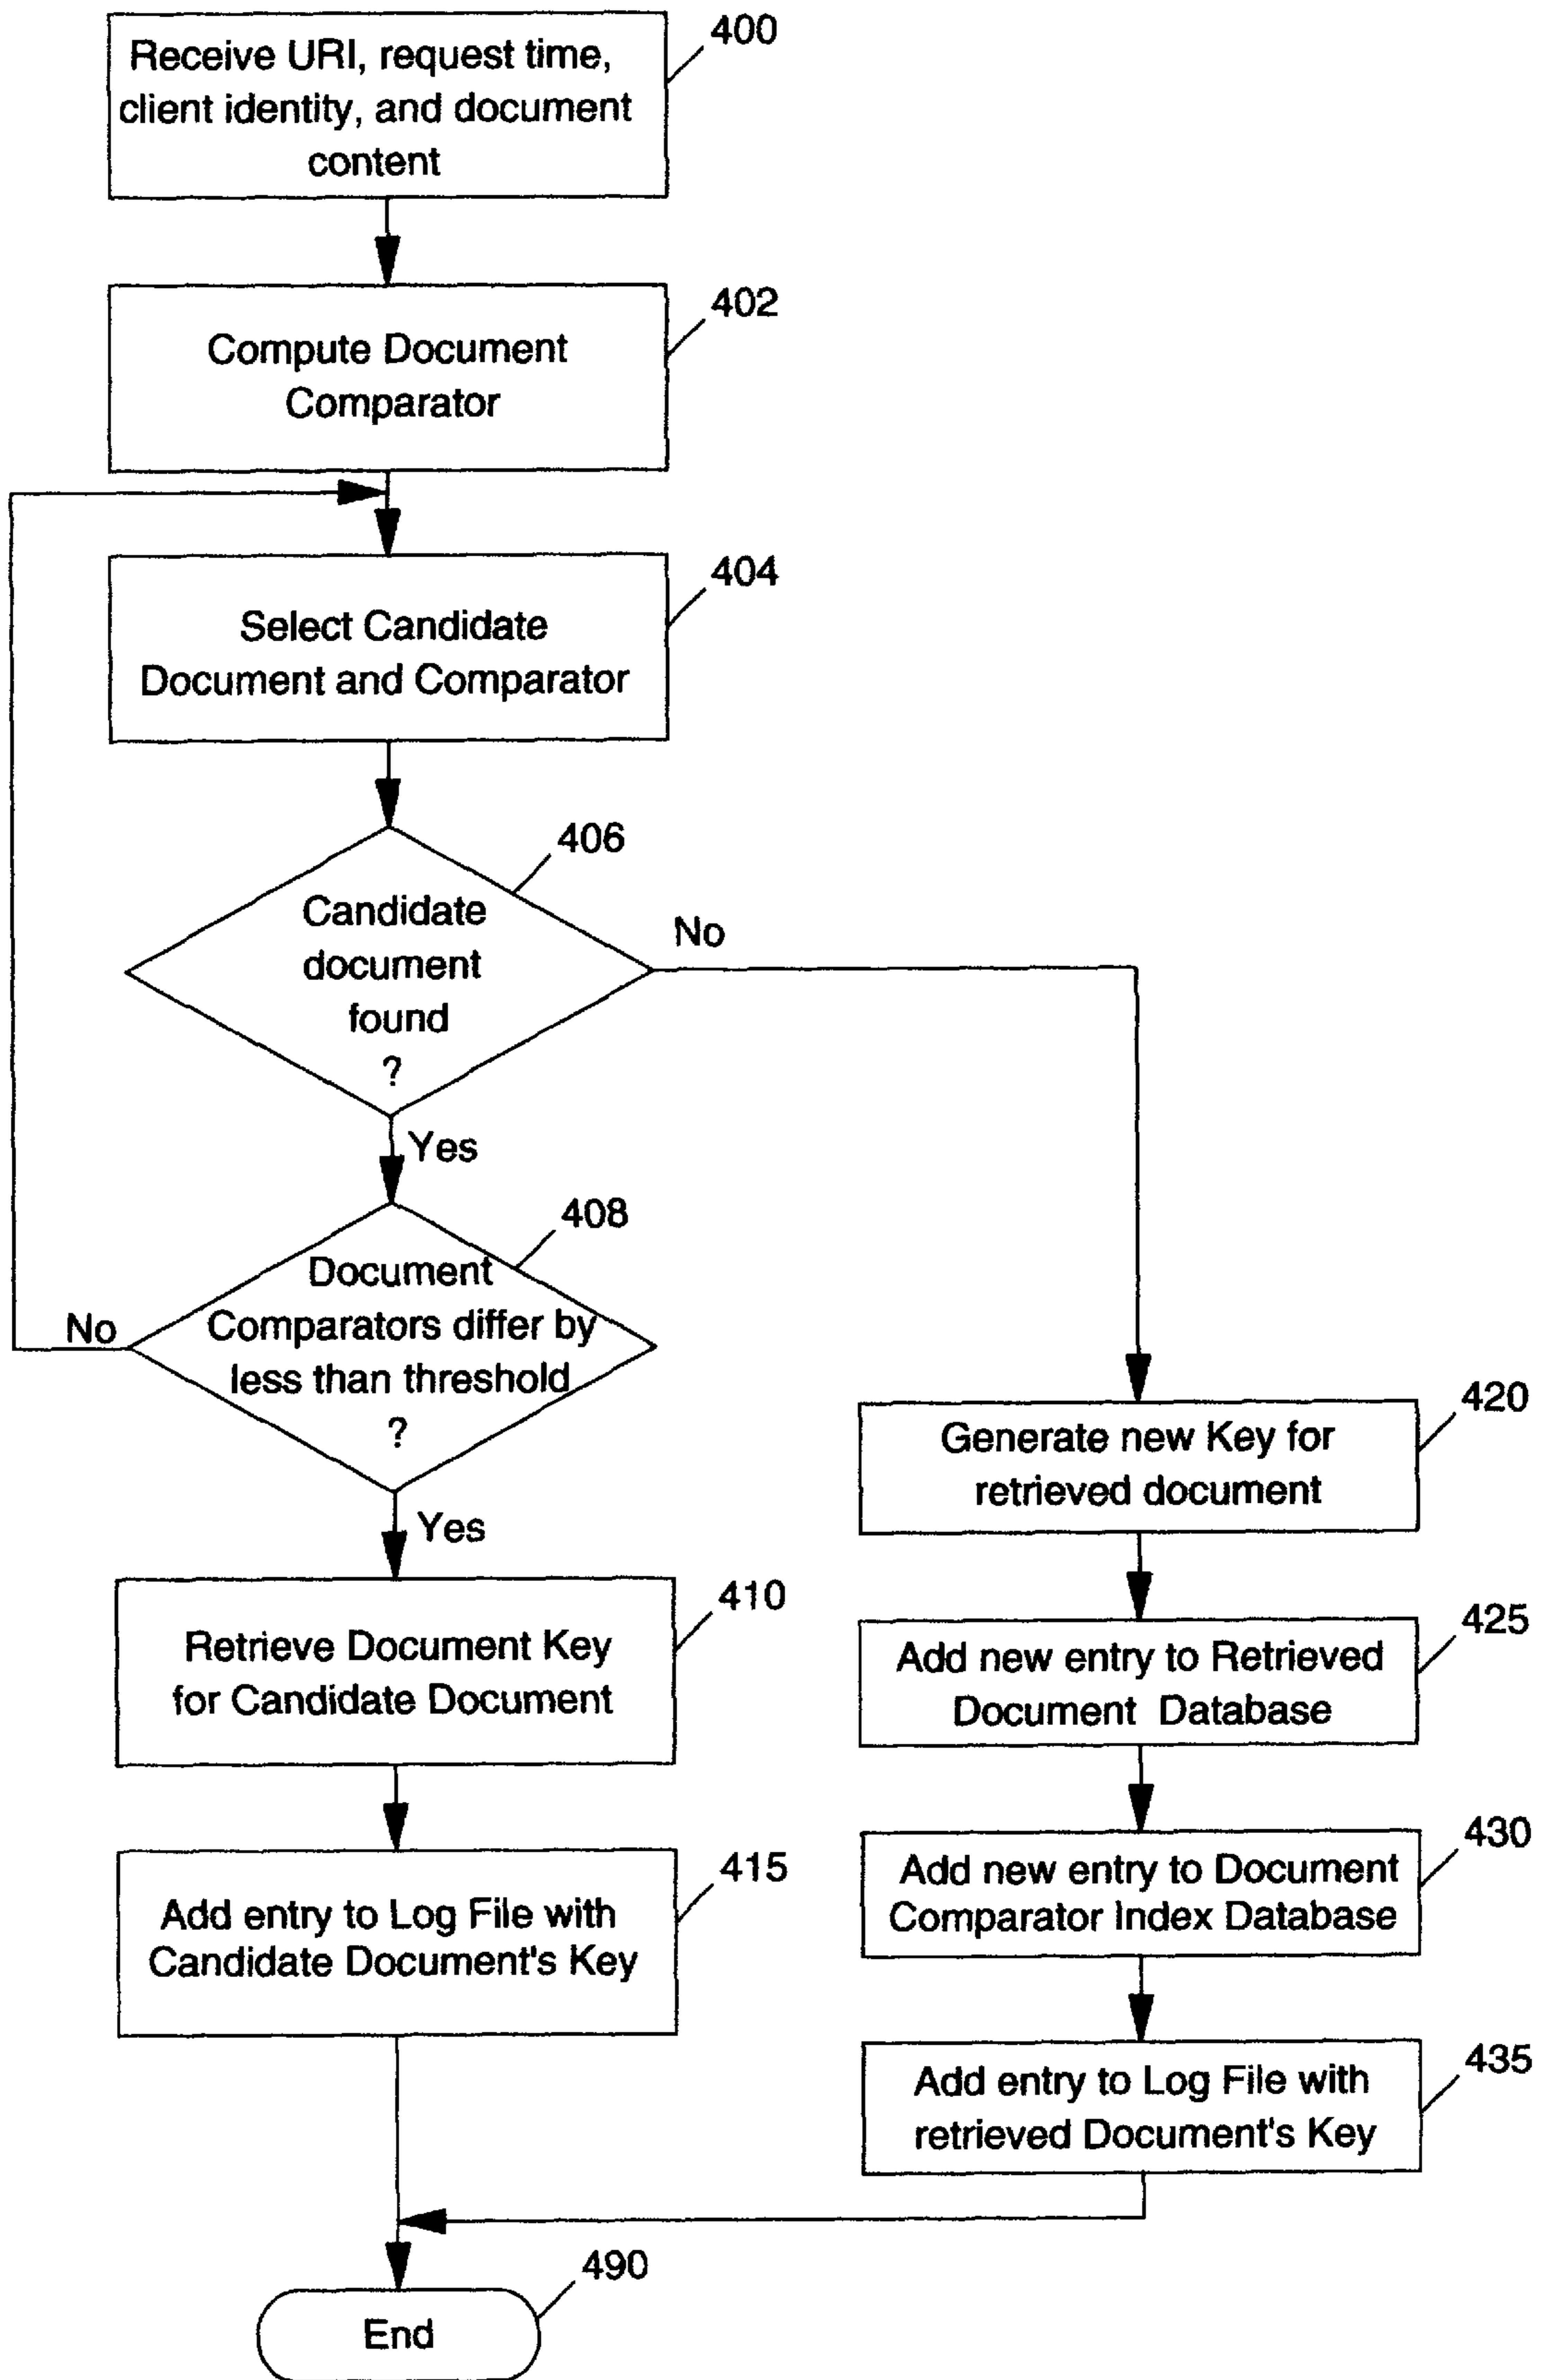 400
Receive URI, request time,
client identity, and document
content
402
Compute Document
Comparator
404
Select Candidate
Document and Comparator
406
Candidate
document
found
?
No
Yes
408
Document
Comparators differ by
less than threshold
?
No
Yes
410
Retrieve Document Key
for Candidate Document
415
Add entry to Log File with
Candidate Document's Key
420
Generate new Key for
retrieved document
425
Add new entry to Retrieved
Document Database
430
Add new entry to Document
Comparator Index Database
435
Add entry to Log File with
retrieved Document's Key
490
End